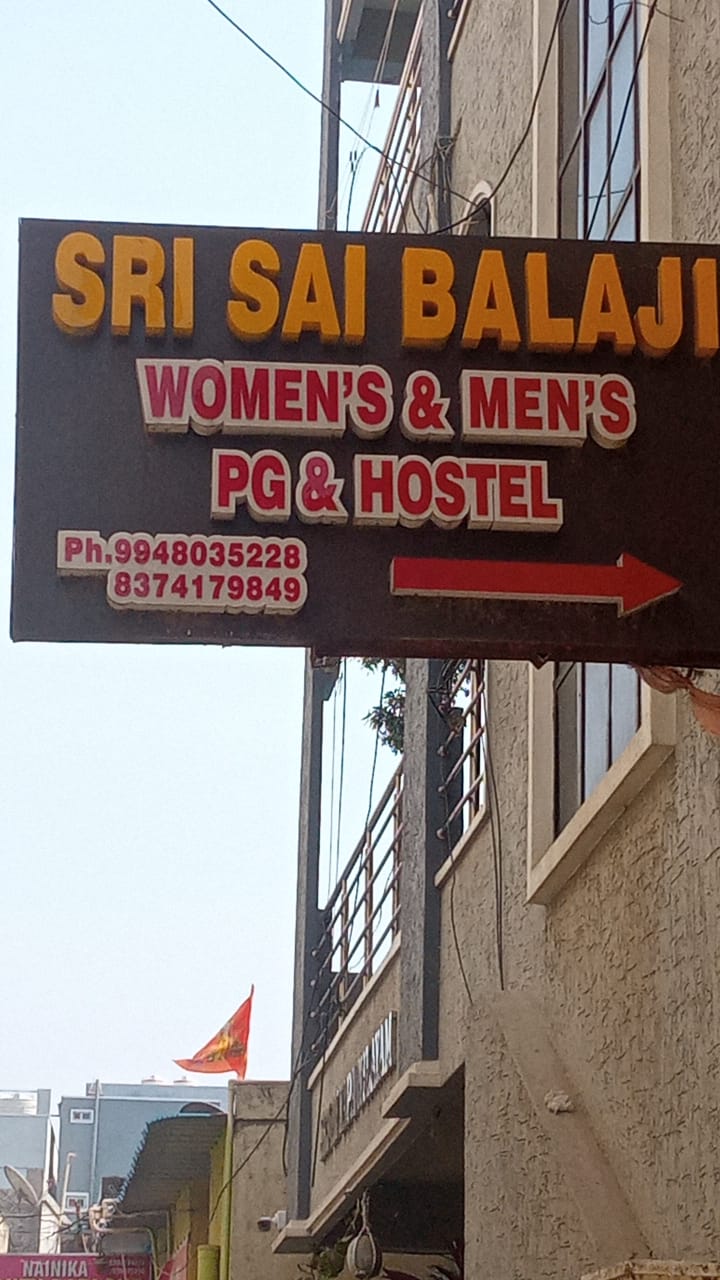 SRI SAI BALAJI
WOMEN'S & MEN'S
PG & HOSTEL
Ph.9948035228
8374179849
NAINIKA